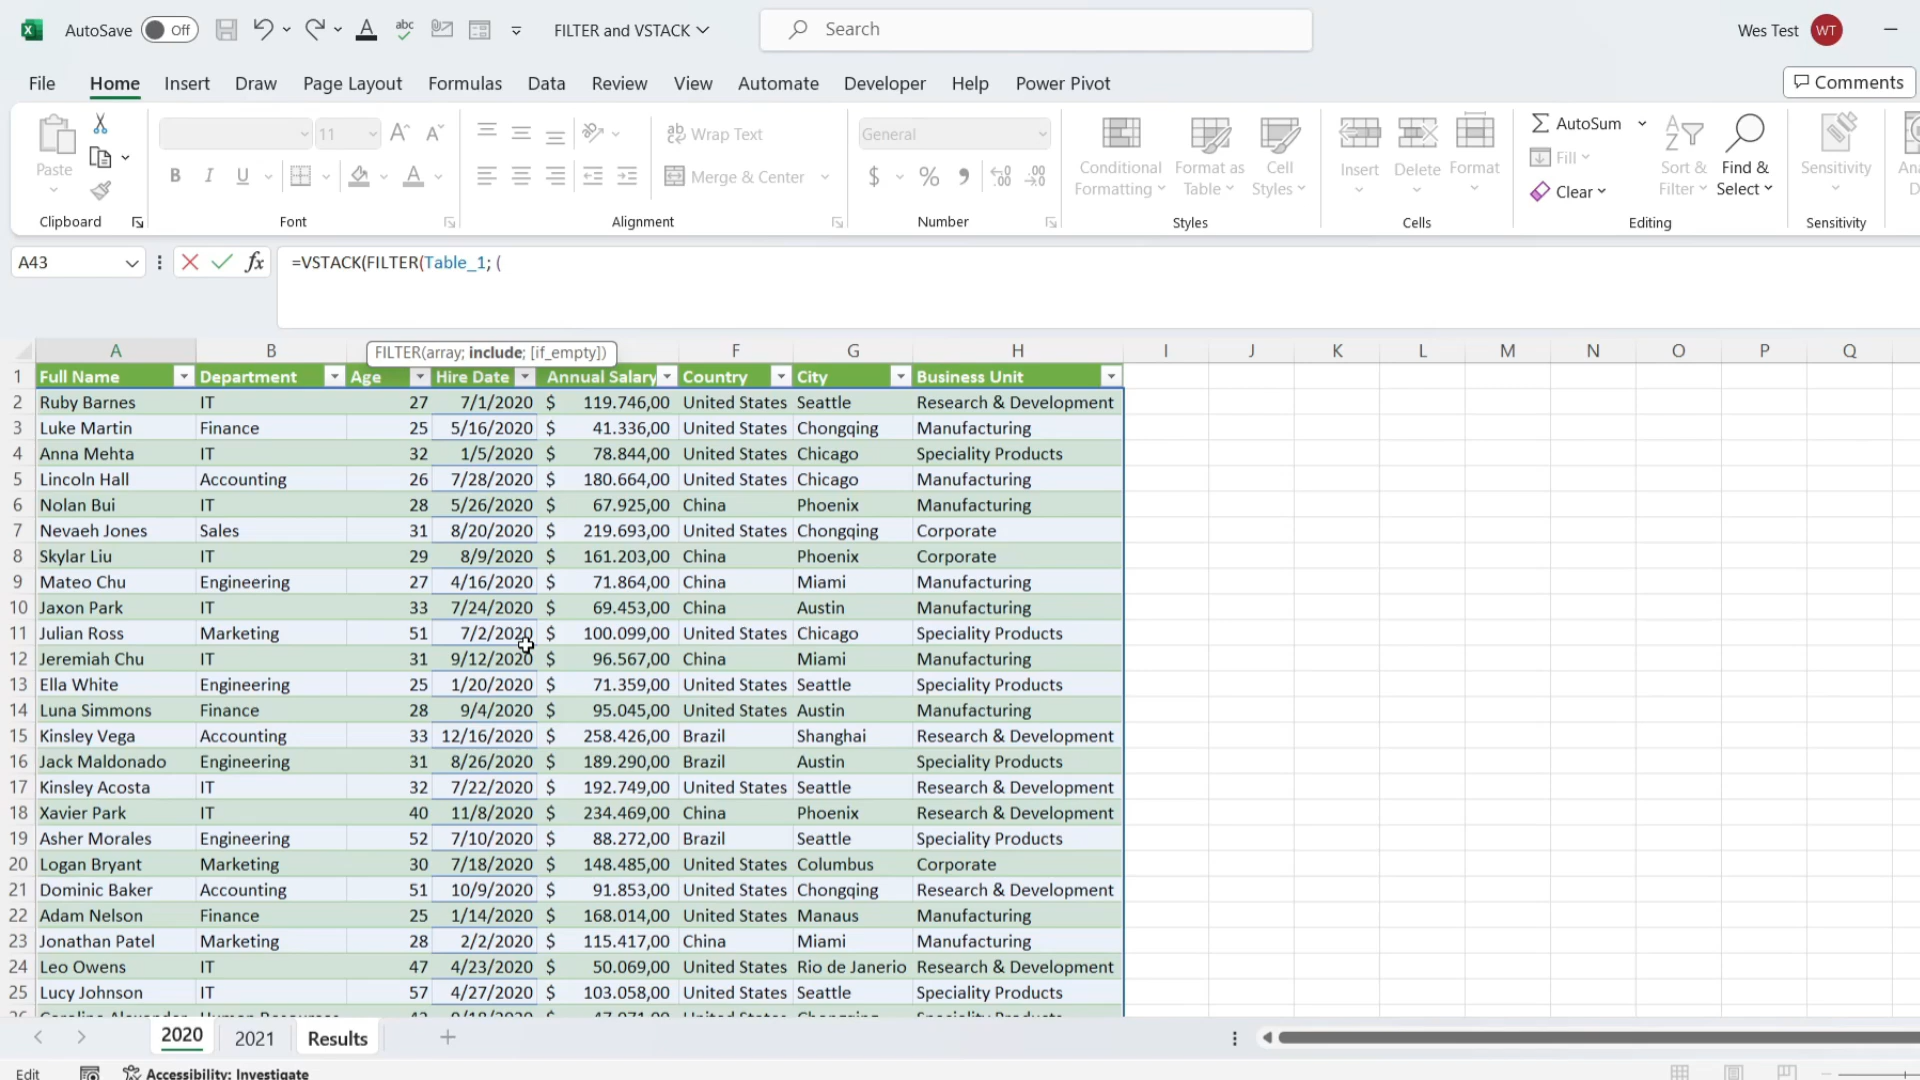 AutoSave Off FILTER and VSTACK Search Wes Test WT
File Home Insert Draw Page Layout Formulas Data Review View Automate Developer Help Power Pivot Comments
Paste 11 Wrap Text Merge & Center General Conditional Formatting Format as Table Cell Styles Insert Delete Format AutoSum Fill Clear Sort & Filter Find & Select Sensitivity
Clipboard Font Alignment Number Styles Cells Editing Sensitivity
A43 fx =VSTACK(FILTER(Table_1; (
A B F G H I J K L M N O P Q
FILTER(array; include; [if_empty])
1 Full Name Department Age Hire Date Annual Salary Country City Business Unit
2 Ruby Barnes IT 27 7/1/2020 $ 119.746,00 United States Seattle Research & Development
3 Luke Martin Finance 25 5/16/2020 $ 41.336,00 United States Chongqing Manufacturing
4 Anna Mehta IT 32 1/5/2020 $ 78.844,00 United States Chicago Speciality Products
5 Lincoln Hall Accounting 26 7/28/2020 $ 180.664,00 United States Chicago Manufacturing
6 Nolan Bui IT 28 5/26/2020 $ 67.925,00 China Phoenix Manufacturing
7 Nevaeh Jones Sales 31 8/20/2020 $ 219.693,00 United States Chongqing Corporate
8 Skylar Liu IT 29 8/9/2020 $ 161.203,00 China Phoenix Corporate
9 Mateo Chu Engineering 27 4/16/2020 $ 71.864,00 China Miami Manufacturing
10 Jaxon Park IT 33 7/24/2020 $ 69.453,00 China Austin Manufacturing
11 Julian Ross Marketing 51 7/2/2020 $ 100.099,00 United States Chicago Speciality Products
12 Jeremiah Chu IT 31 9/12/2020 $ 96.567,00 China Miami Manufacturing
13 Ella White Engineering 25 1/20/2020 $ 71.359,00 United States Seattle Speciality Products
14 Luna Simmons Finance 28 9/4/2020 $ 95.045,00 United States Austin Manufacturing
15 Kinsley Vega Accounting 33 12/16/2020 $ 258.426,00 Brazil Shanghai Research & Development
16 Jack Maldonado Engineering 31 8/26/2020 $ 189.290,00 Brazil Austin Speciality Products
17 Kinsley Acosta IT 32 7/22/2020 $ 192.749,00 United States Seattle Research & Development
18 Xavier Park IT 40 11/8/2020 $ 234.469,00 China Phoenix Research & Development
19 Asher Morales Engineering 52 7/10/2020 $ 88.272,00 Brazil Seattle Speciality Products
20 Logan Bryant Marketing 30 7/18/2020 $ 148.485,00 United States Columbus Corporate
21 Dominic Baker Accounting 51 10/9/2020 $ 91.853,00 United States Chongqing Research & Development
22 Adam Nelson Finance 25 1/14/2020 $ 168.014,00 United States Manaus Manufacturing
23 Jonathan Patel Marketing 28 2/2/2020 $ 115.417,00 China Miami Manufacturing
24 Leo Owens IT 47 4/23/2020 $ 50.069,00 United States Rio de Janerio Research & Development
25 Lucy Johnson IT 57 4/27/2020 $ 103.058,00 United States Seattle Speciality Products
2020 2021 Results
Edit Accessibility: Investigate